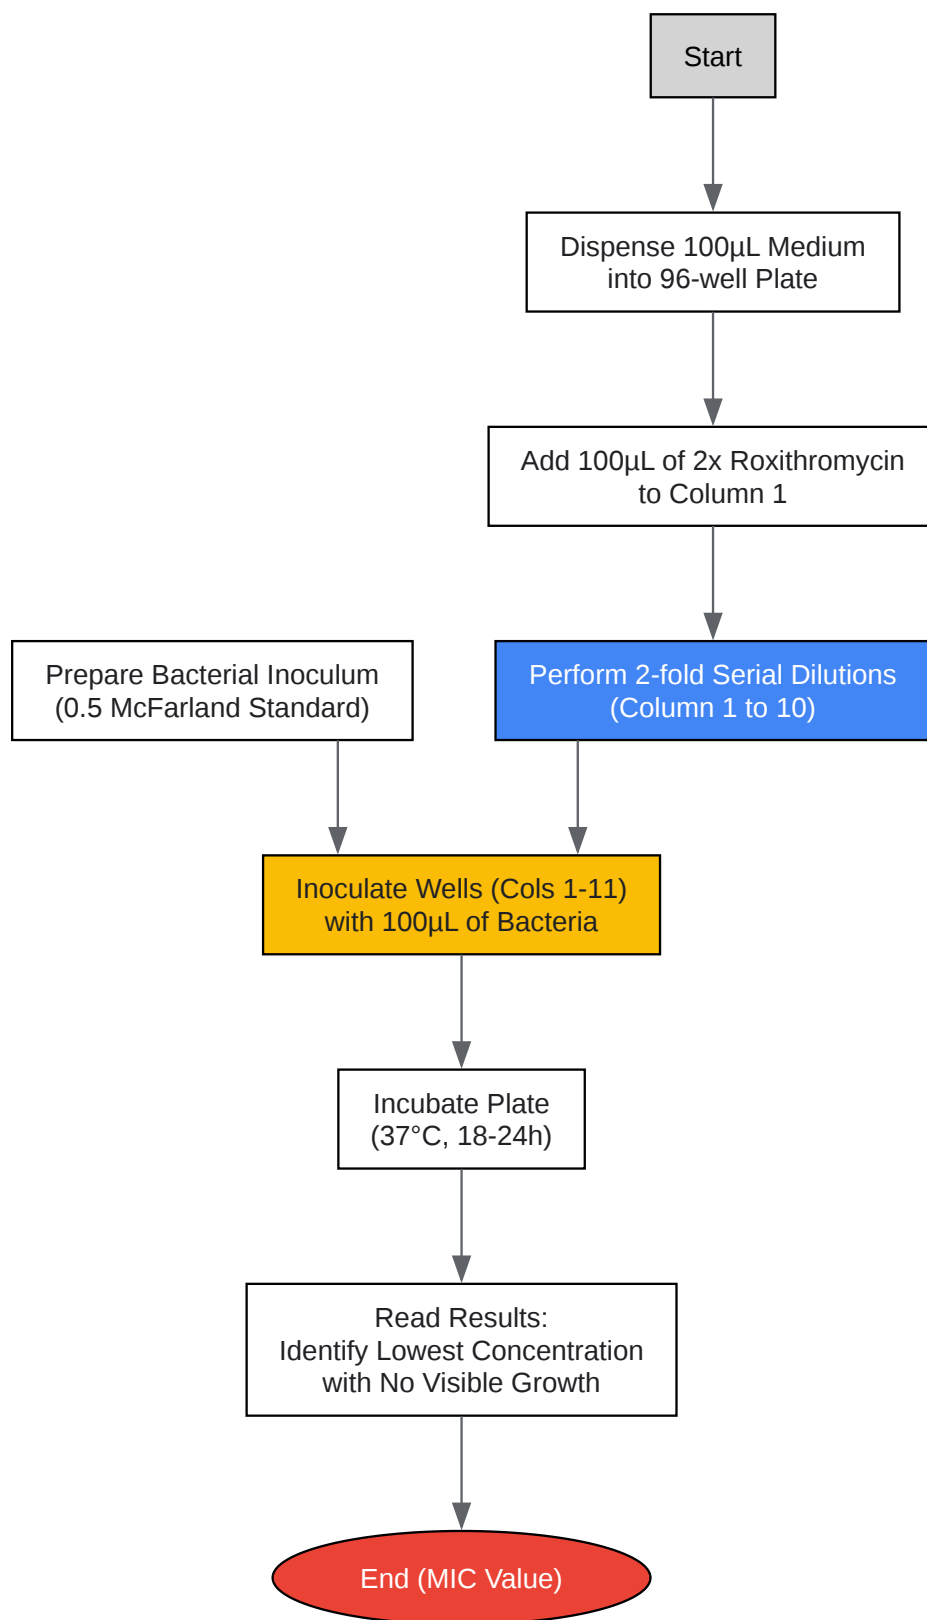 Start
Dispense 100µL Medium
into 96-well Plate
Add 100µL of 2x Roxithromycin
to Column 1
Prepare Bacterial Inoculum
(0.5 McFarland Standard)
Perform 2-fold Serial Dilutions
(Column 1 to 10)
Inoculate Wells (Cols 1-11)
with 100µL of Bacteria
Incubate Plate
(37°C, 18-24h)
Read Results:
Identify Lowest Concentration
with No Visible Growth
End (MIC Value)